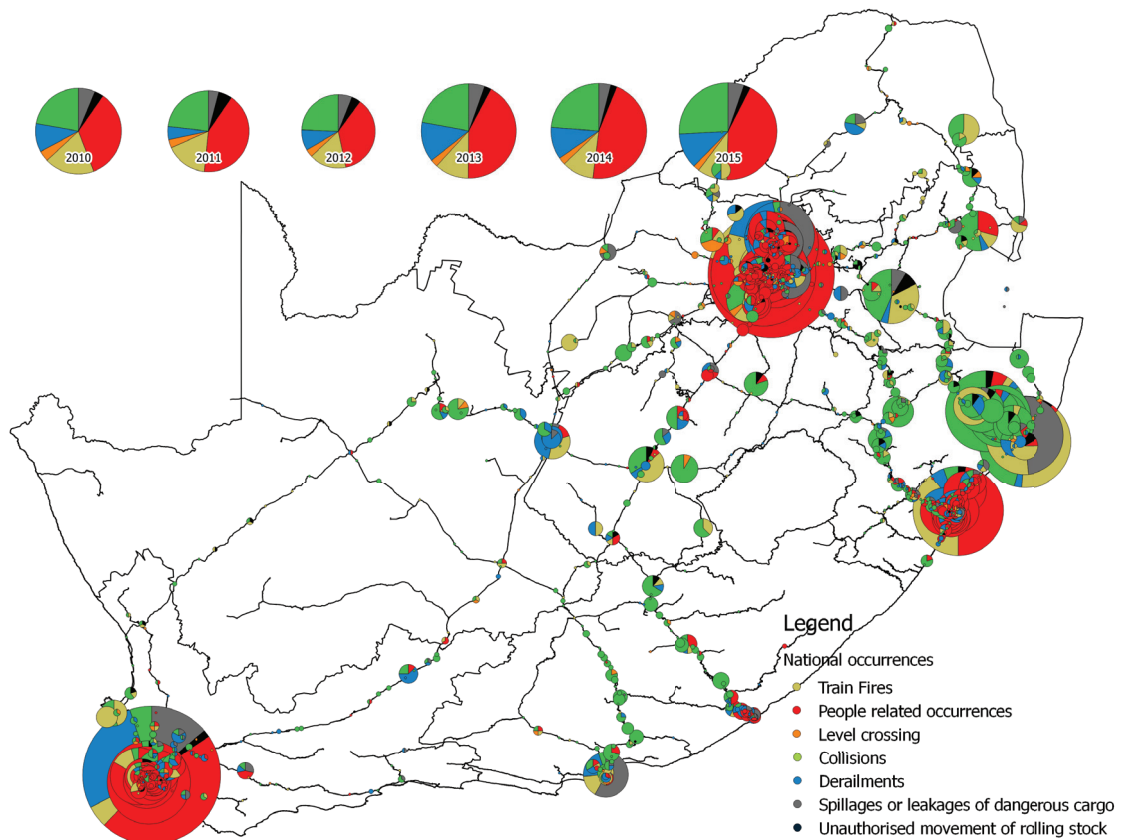 2010
2011
2012
2013
2014
2015
Legend
National occurrences
Train Fires
People related occurrences
Level crossing
Collisions
Derailments
Spillages or leakages of dangerous cargo
Unauthorised movement of rolling stock